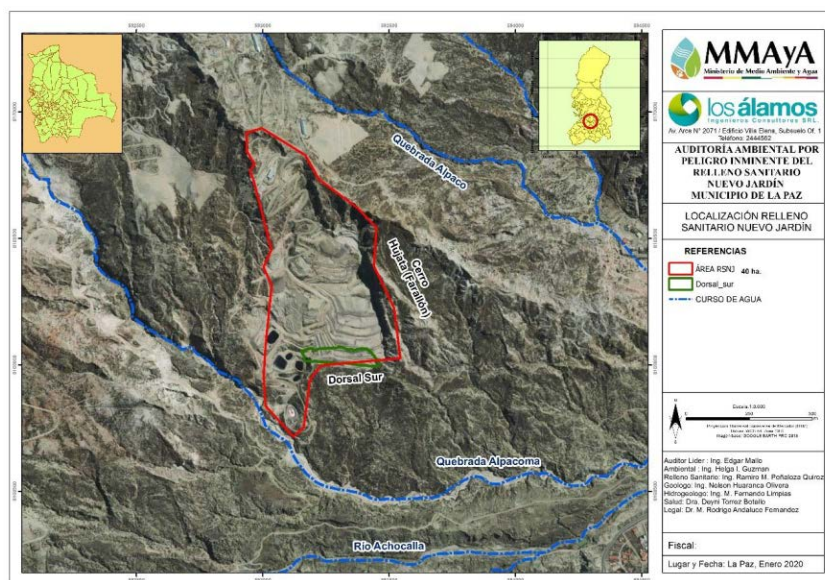 MMAyA
Ministerio de Medio Ambiente y Agua
los álamos
Ingenieros Consultores SRL.
Av. Arce N° 2071 / Edificio Villa Elena, Subsuelo Of. 1
Teléfono: 2444562
AUDITORÍA AMBIENTAL POR
PELIGRO INMINENTE DEL
RELLENO SANITARIO
NUEVO JARDÍN
MUNICIPIO DE LA PAZ
LOCALIZACIÓN RELLENO
SANITARIO NUEVO JARDÍN
REFERENCIAS
ÁREA RSNJ 40 ha.
Dorsal_sur
CURSO DE AGUA
Auditor Lider : Ing. Edgar Mallo
Ambiental : Ing. Helga I. Guzman
Relleno Sanitario: Ing. Ramiro M. Peñaloza Quiroz
Geologo: Ing. Nelson Huaranca Olivera
Hidrogeologo: Ing. M. Fernando Limpias
Salud: Dra. Deyni Torrez Botello
Legal: Dr. M. Rodrigo Andaluce Fernandez
Fiscal:
Lugar y Fecha: La Paz, Enero 2020
Quebrada Alpaco
Cerro
Hujata (Farallón)
Dorsal Sur
Quebrada Alpacoma
Rio Achocalla